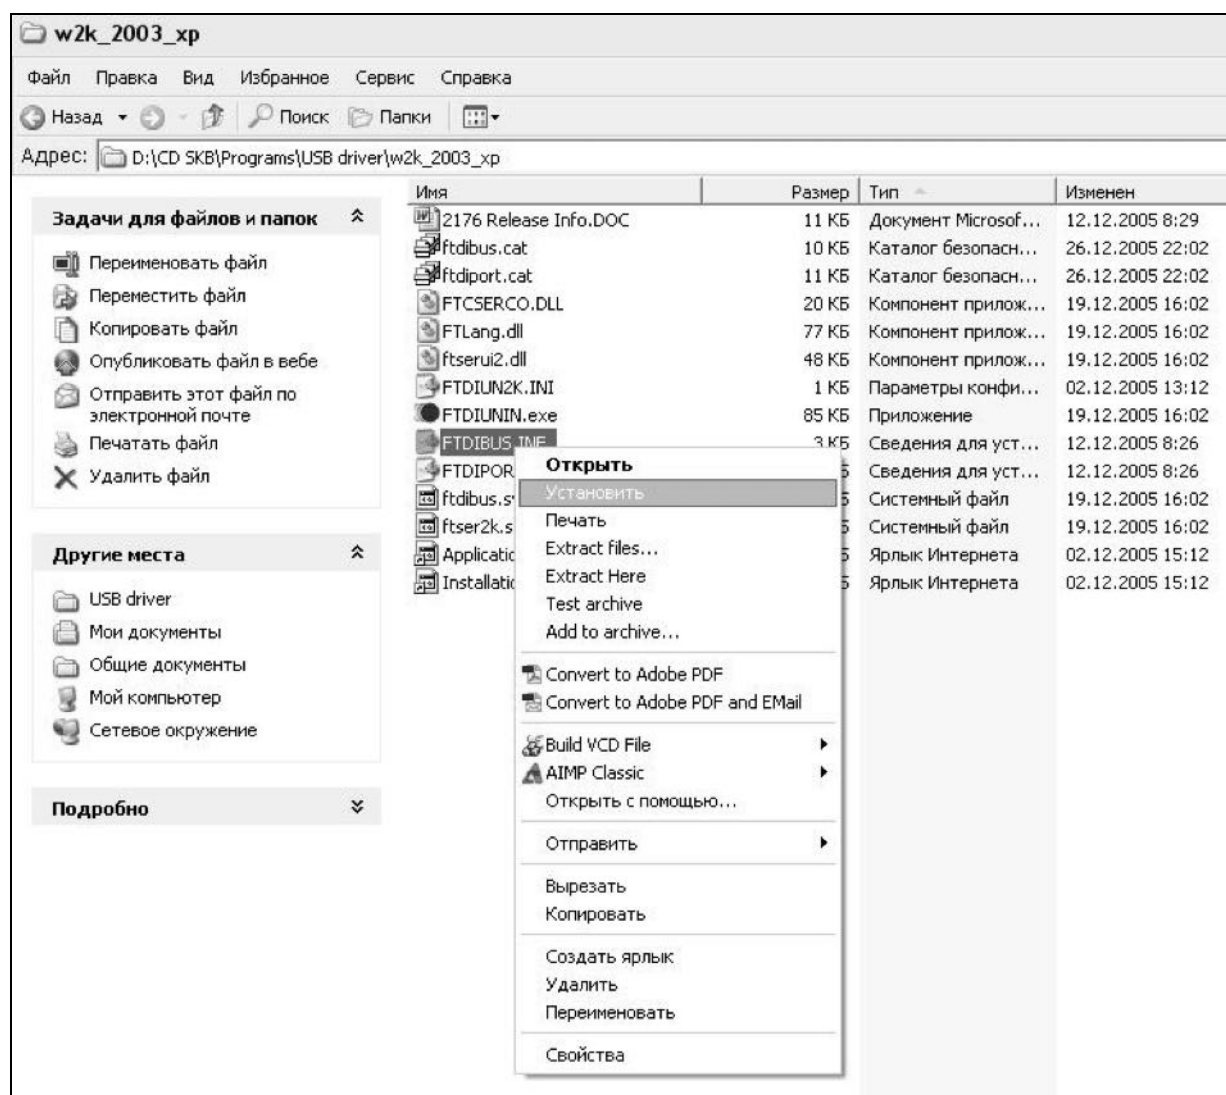 w2k_2003_xp
Файл Правка Вид Избранное Сервис Справка
Назад Поиск Папки
Адрес: D:\CD SKB\Programs\USB driver\w2k_2003_xp
Задачи для файлов и папок
Переименовать файл
Переместить файл
Копировать файл
Опубликовать файл в вебе
Отправить этот файл по
электронной почте
Печатать файл
Удалить файл
Другие места
USB driver
Мои документы
Общие документы
Мой компьютер
Сетевое окружение
Подробно
Имя Размер Тип Изменен
2176 Release Info.DOC 11 КБ Документ Microsof... 12.12.2005 8:29
ftdibus.cat 10 КБ Каталог безопасн... 26.12.2005 22:02
ftdiport.cat 11 КБ Каталог безопасн... 26.12.2005 22:02
FTCSERCO.DLL 20 КБ Компонент прилож... 19.12.2005 16:02
FTLang.dll 77 КБ Компонент прилож... 19.12.2005 16:02
ftserui2.dll 48 КБ Компонент прилож... 19.12.2005 16:02
FTDIUN2K.INI 1 КБ Параметры конфи... 02.12.2005 13:12
FTDIUNIN.exe 85 КБ Приложение 19.12.2005 16:02
FTDIBUS.INF 3 КБ Сведения для уст... 12.12.2005 8:26
FTDIPOR Б Сведения для уст... 12.12.2005 8:26
ftdibus.s Б Системный файл 19.12.2005 16:02
ftser2k.s Б Системный файл 19.12.2005 16:02
Applicatio Б Ярлык Интернета 02.12.2005 15:12
Installatio Б Ярлык Интернета 02.12.2005 15:12
Открыть
Установить
Печать
Extract files...
Extract Here
Test archive
Add to archive...
Convert to Adobe PDF
Convert to Adobe PDF and EMail
Build VCD File
AIMP Classic
Открыть с помощью...
Отправить
Вырезать
Копировать
Создать ярлык
Удалить
Переименовать
Свойства